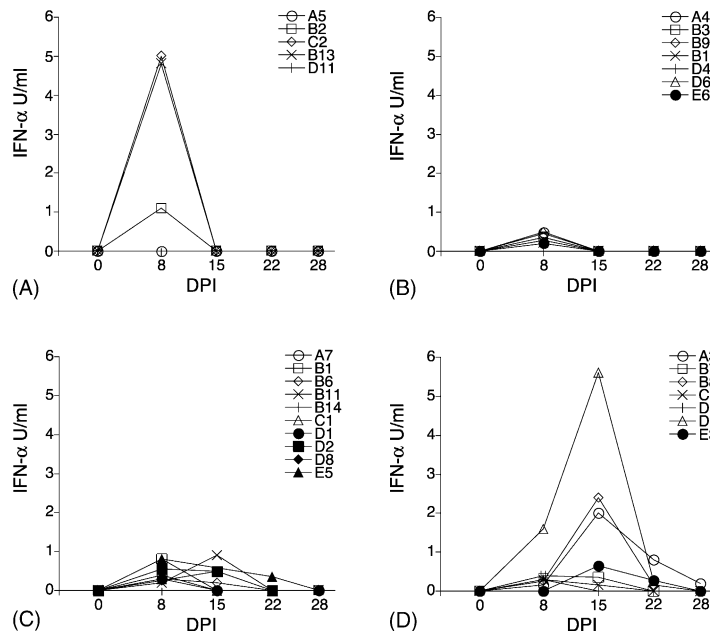 6
5
4
3
2
1
0
IFN-α U/ml
0 8 15 22 28
DPI
A5
B2
C2
B13
D11
(A)
6
5
4
3
2
1
0
IFN-α U/ml
0 8 15 22 28
DPI
A4
B3
B9
B1
D4
D6
E6
(B)
6
5
4
3
2
1
0
IFN-α U/ml
0 8 15 22 28
DPI
A7
B1
B6
B11
B14
C1
D1
D2
D8
E5
(C)
6
5
4
3
2
1
0
IFN-α U/ml
0 8 15 22 28
DPI
C
D
D
(D)